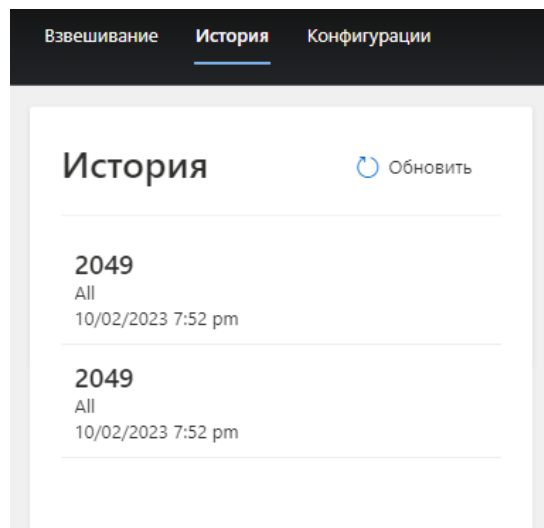 Взвешивание История Конфигурации
История Обновить
2049
All
10/02/2023 7:52 pm
2049
All
10/02/2023 7:52 pm